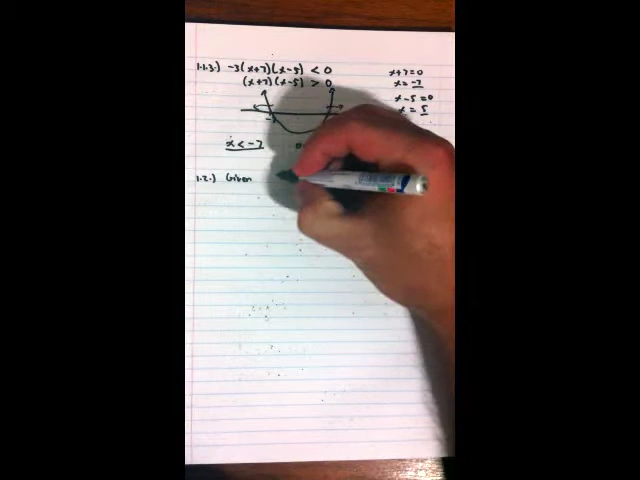 1.1.3.) -3(x+7)(x-5) < 0
(x+7)(x-5) > 0
x+7=0
x=-7
x-5=0
x=5
x < -7
1.2.) Given